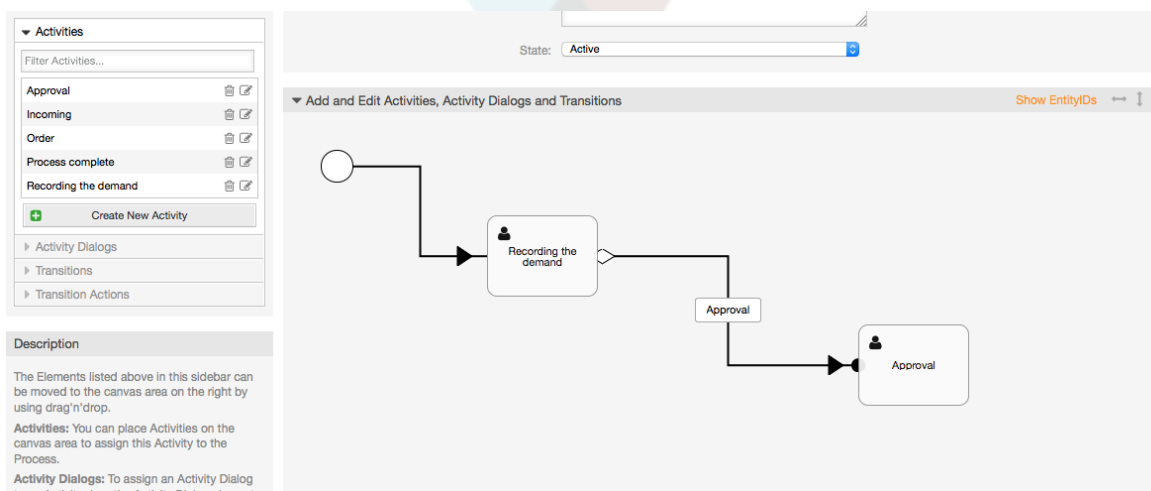 Activities
Filter Activities...
Approval
Incoming
Order
Process complete
Recording the demand
Create New Activity
Activity Dialogs
Transitions
Transition Actions
Description
The Elements listed above in this sidebar can
be moved to the canvas area on the right by
using drag'n'drop.
Activities: You can place Activities on the
canvas area to assign this Activity to the
Process.
Activity Dialogs: To assign an Activity Dialog
State: Active
Add and Edit Activities, Activity Dialogs and Transitions
Show EntityIDs
Recording the
demand
Approval
Approval